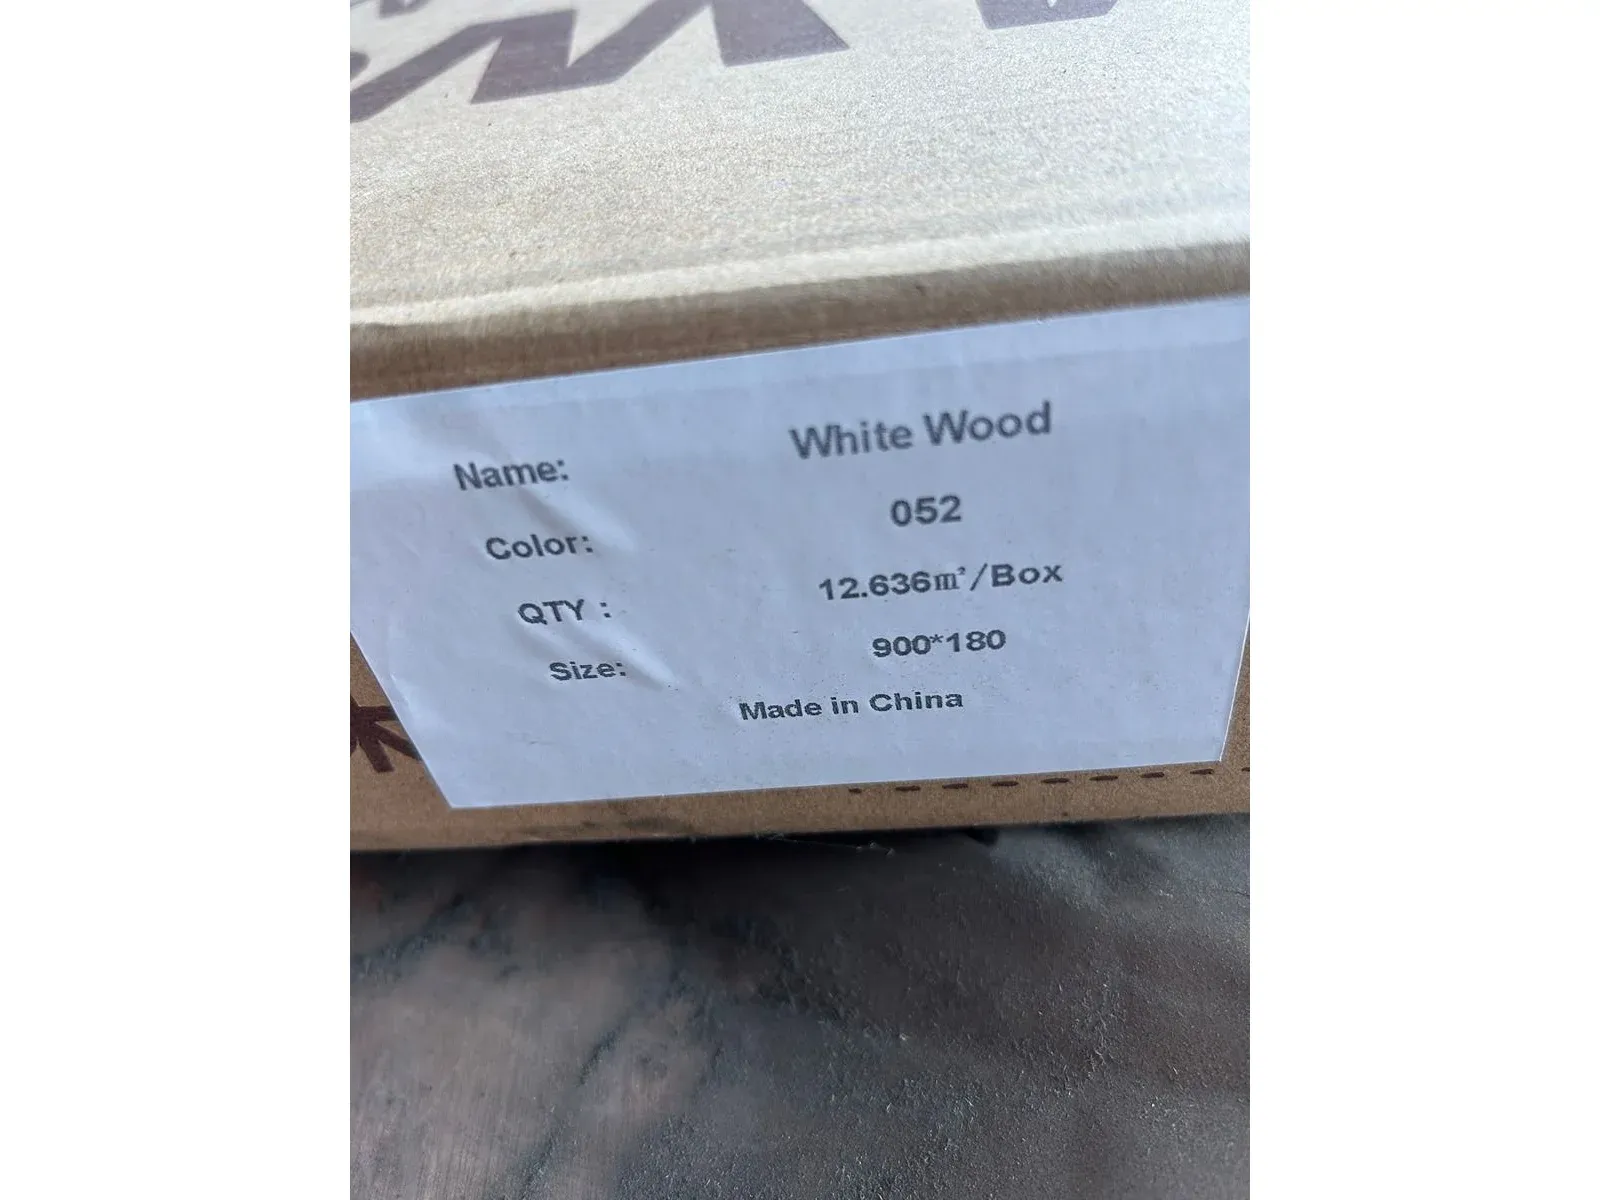 Name: White Wood
Color: 052
QTY : 12.636㎡/Box
Size: 900*180
Made in China